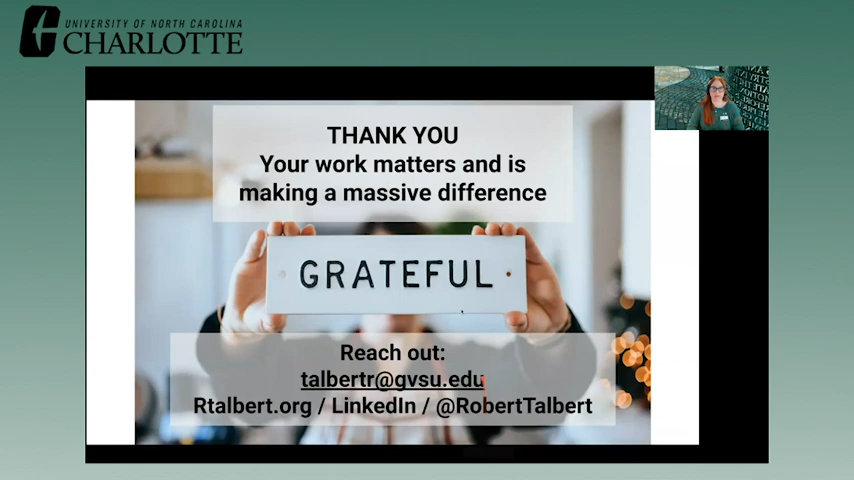 UNIVERSITY OF NORTH CAROLINA
CHARLOTTE
THANK YOU
Your work matters and is
making a massive difference
GRATEFUL
Reach out:
talbertr@gvsu.edu
Rtalbert.org / LinkedIn / @RobertTalbert